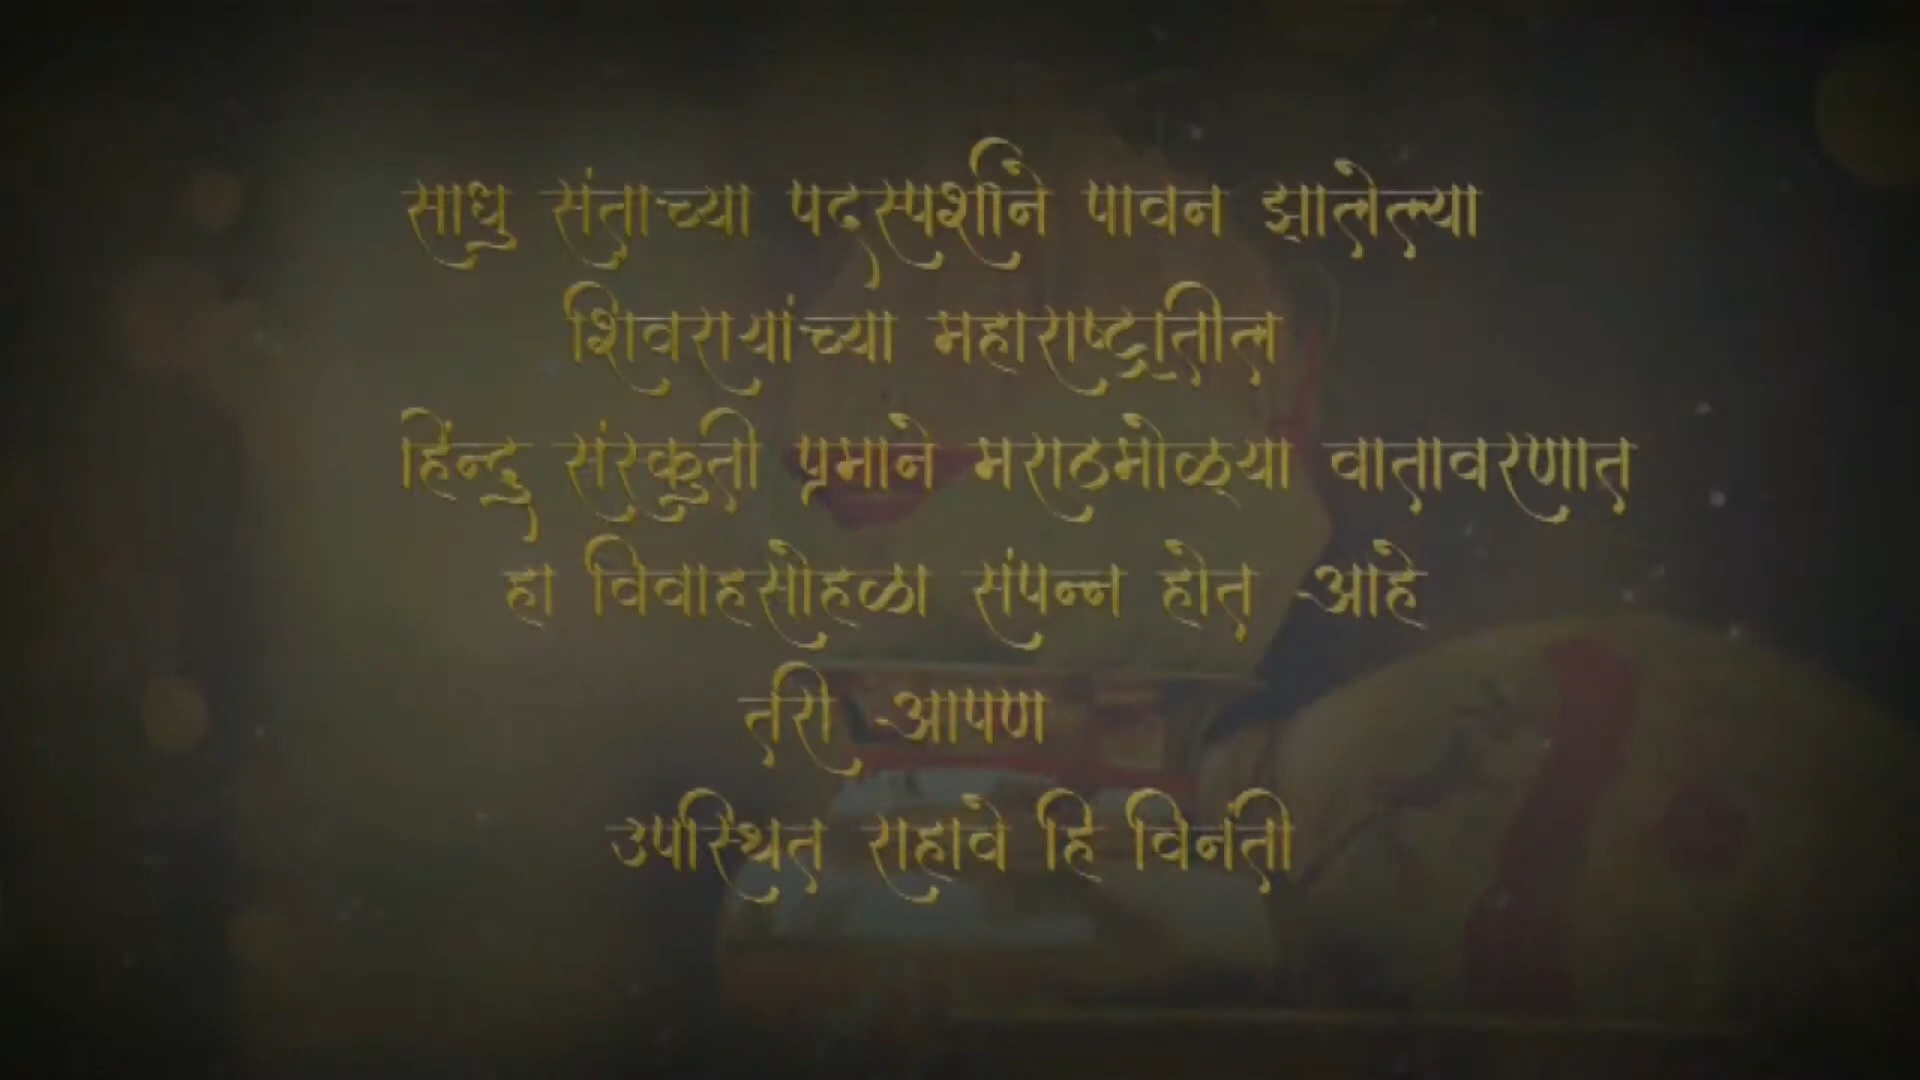 साधु संताच्या पदस्पर्शाने पावन झालेल्या
शिवरायांच्या महाराष्ट्रातील
हिंन्दु संस्कुती प्रमाने मराठमोळ्या वातावरणात
हा विवाहसोहळा संपन्न होत आहे
तरी आपण
उपस्थित राहावे हि विनंती